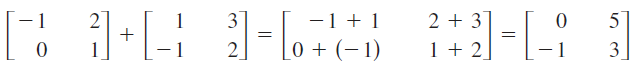 [ −1 2 ] + [ 1 3 ] = [ −1 + 1 2 + 3 ] = [ 0 5 ]
[ 0 1 ] [ −1 2 ] [ 0 + (−1) 1 + 2 ] [ −1 3 ]